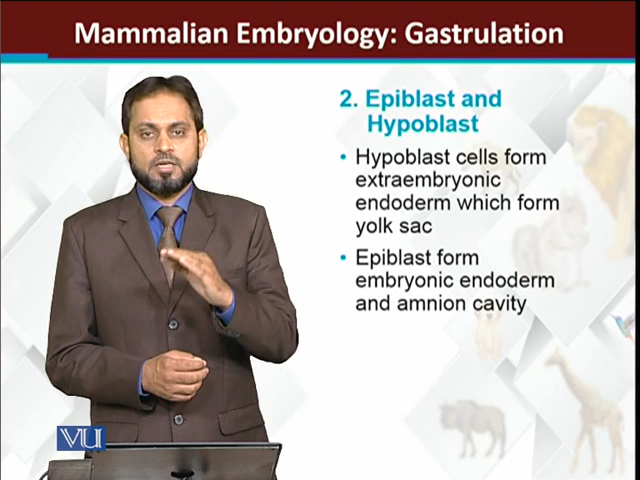 Mammalian Embryology: Gastrulation
2. Epiblast and
Hypoblast
• Hypoblast cells form
extraembryonic
endoderm which form
yolk sac
• Epiblast form
embryonic endoderm
and amnion cavity
VU